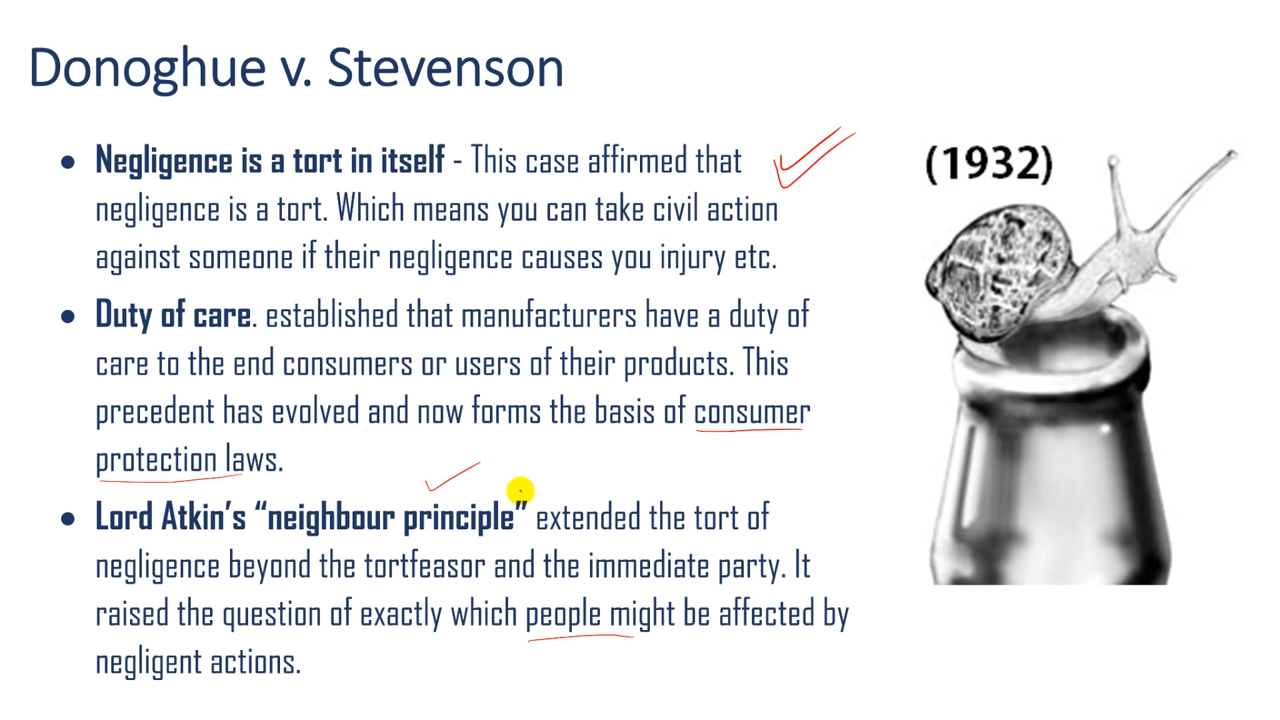 Donoghue v. Stevenson
• Negligence is a tort in itself - This case affirmed that
negligence is a tort. Which means you can take civil action
against someone if their negligence causes you injury etc.
• Duty of care. established that manufacturers have a duty of
care to the end consumers or users of their products. This
precedent has evolved and now forms the basis of consumer
protection laws.
• Lord Atkin's “neighbour principle” extended the tort of
negligence beyond the tortfeasor and the immediate party. It
raised the question of exactly which people might be affected by
negligent actions.
(1932)